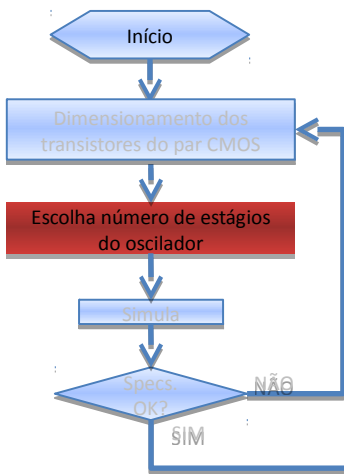 Início
Dimensionamento dos
transistores do par CMOS
Escolha número de estágios
do oscilador
Simula
Specs.
OK?
NÃO
SIM